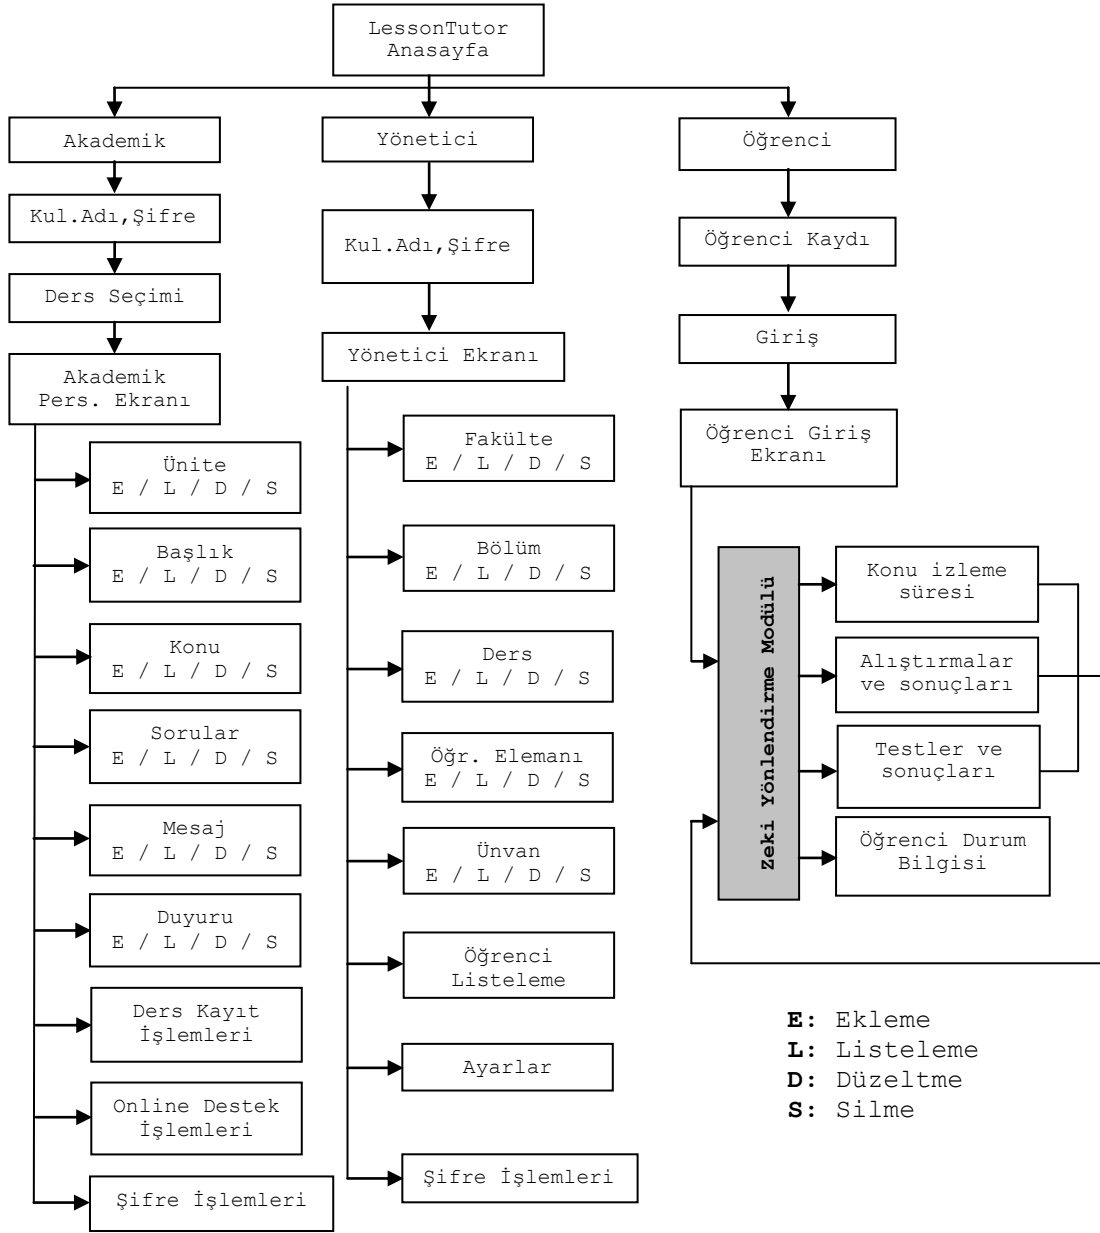 LessonTutor
Anasayfa
Akademik
Kul.Adı,Şifre
Ders Seçimi
Akademik
Pers. Ekranı
Ünite
E / L / D / S
Başlık
E / L / D / S
Konu
E / L / D / S
Sorular
E / L / D / S
Mesaj
E / L / D / S
Duyuru
E / L / D / S
Ders Kayıt
İşlemleri
Online Destek
İşlemleri
Şifre İşlemleri
Yönetici
Kul.Adı,Şifre
Yönetici Ekranı
Fakülte
E / L / D / S
Bölüm
E / L / D / S
Ders
E / L / D / S
Öğr. Elemanı
E / L / D / S
Ünvan
E / L / D / S
Öğrenci
Listeleme
Ayarlar
Şifre İşlemleri
Öğrenci
Öğrenci Kaydı
Giriş
Öğrenci Giriş
Ekranı
Zeki Yönlendirme Modülü
Konu izleme
süresi
Alıştırmalar
ve sonuçları
Testler ve
sonuçları
Öğrenci Durum
Bilgisi
E: Ekleme
L: Listeleme
D: Düzeltme
S: Silme